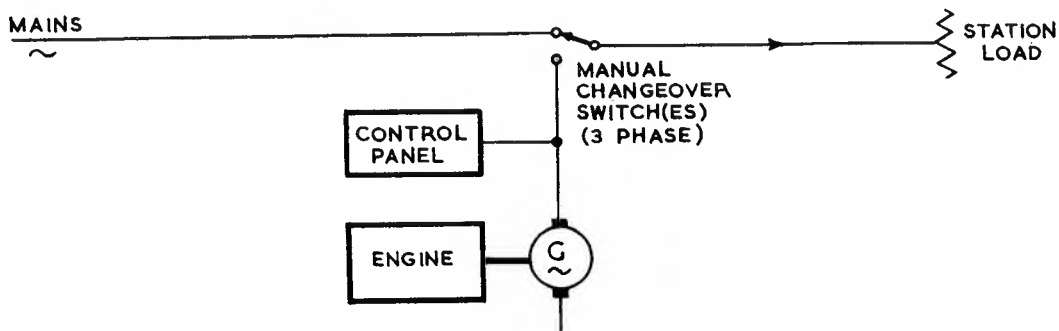 MAINS
~
STATION
LOAD
MANUAL
CHANGEOVER
SWITCH(ES)
(3 PHASE)
CONTROL
PANEL
ENGINE
G
~